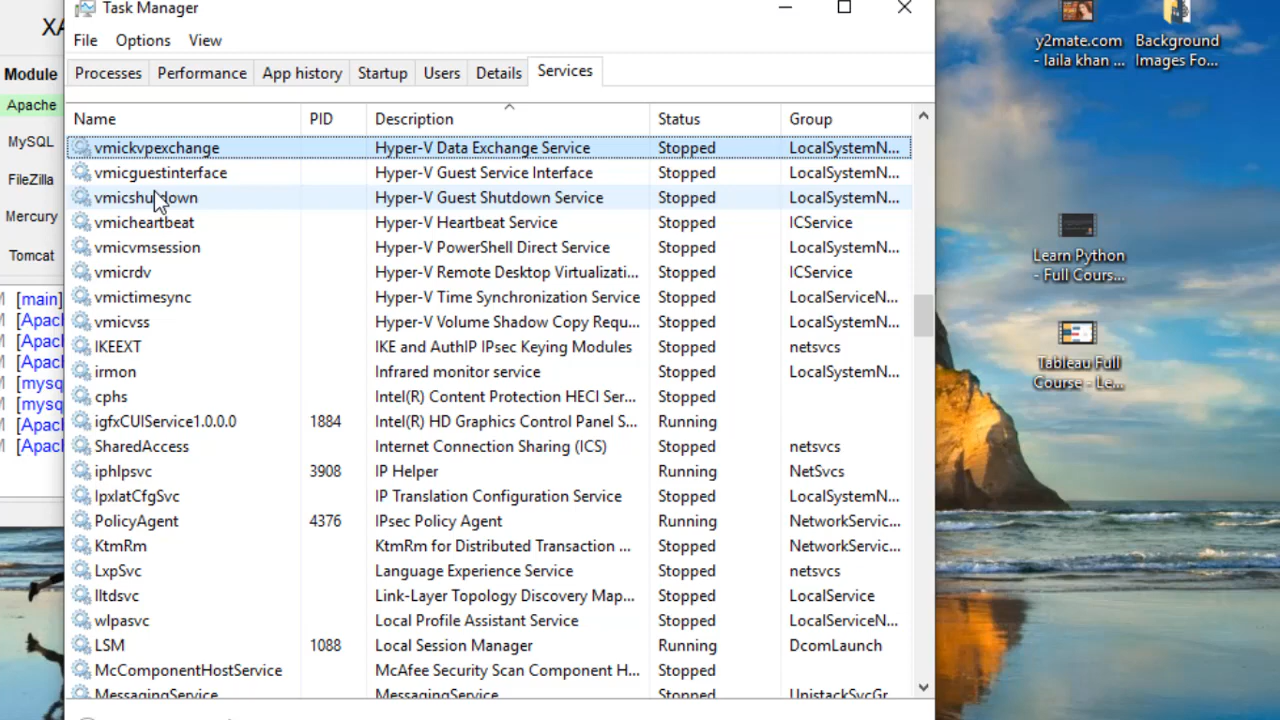 Task Manager
File Options View
Processes Performance App history Startup Users Details Services
Name PID Description Status Group
vmickvpexchange Hyper-V Data Exchange Service Stopped LocalSystemN...
vmicguestinterface Hyper-V Guest Service Interface Stopped LocalSystemN...
vmicshutdown Hyper-V Guest Shutdown Service Stopped LocalSystemN...
vmicheartbeat Hyper-V Heartbeat Service Stopped ICService
vmicvmsession Hyper-V PowerShell Direct Service Stopped LocalSystemN...
vmicrdv Hyper-V Remote Desktop Virtualizati... Stopped ICService
vmictimesync Hyper-V Time Synchronization Service Stopped LocalServiceN...
vmicvss Hyper-V Volume Shadow Copy Requ... Stopped LocalSystemN...
IKEEXT IKE and AuthIP IPsec Keying Modules Stopped netsvcs
irmon Infrared monitor service Stopped LocalSystemN...
cphs Intel(R) Content Protection HECI Ser... Stopped
igfxCUIService1.0.0.0 1884 Intel(R) HD Graphics Control Panel S... Running
SharedAccess Internet Connection Sharing (ICS) Stopped netsvcs
iphlpsvc 3908 IP Helper Running NetSvcs
IpxlatCfgSvc IP Translation Configuration Service Stopped LocalSystemN...
PolicyAgent 4376 IPsec Policy Agent Running NetworkServic...
KtmRm KtmRm for Distributed Transaction ... Stopped NetworkServic...
LxpSvc Language Experience Service Stopped netsvcs
lltdsvc Link-Layer Topology Discovery Map... Stopped LocalService
wlpasvc Local Profile Assistant Service Stopped LocalServiceN...
LSM 1088 Local Session Manager Running DcomLaunch
McComponentHostService McAfee Security Scan Component H... Stopped
MessagingService MessagingService Stopped UnistackSvcGr
XA
Module
Apache
MySQL
FileZilla
Mercury
Tomcat
[main]
[Apac
[Apac
[Apac
[mysq
[mysq
[Apac
[Apac
y2mate.com
- laila khan ...
Background
Images Fo...
Learn Python
- Full Cours...
Tableau Full
Course - Le...